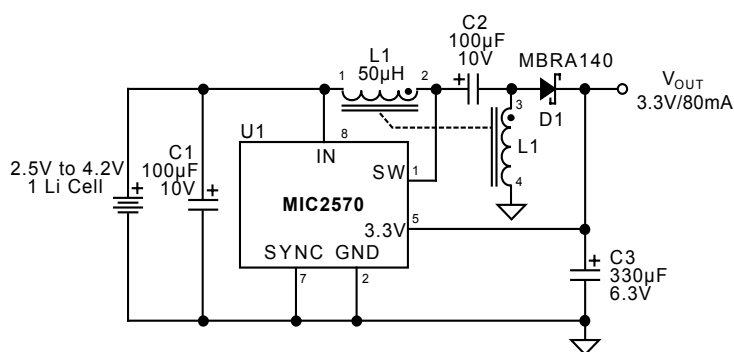 C2
100µF
10V
MBRA140
L1
50µH
1
2
+
VOUT
3.3V/80mA
D1
3
L1
4
U1
8
IN
2.5V to 4.2V
1 Li Cell
+
C1
100µF
10V
+
SW
1
MIC2570
3.3V
5
SYNC
GND
7
2
C3
330µF
6.3V
+